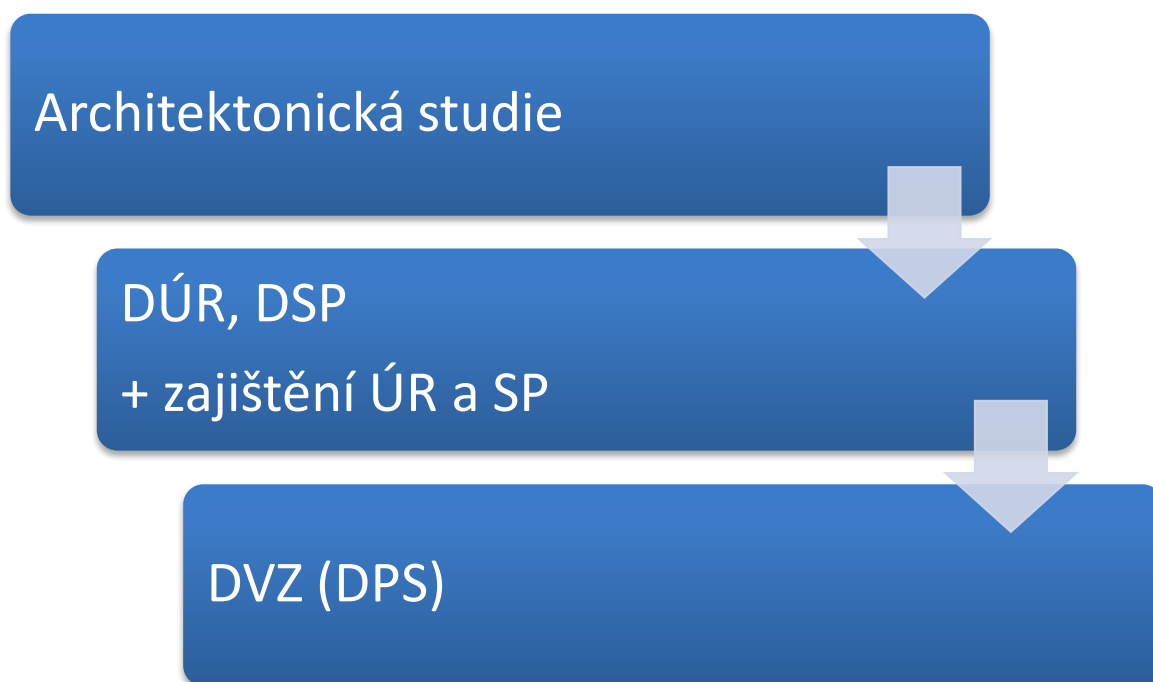 Architektonická studie
DÚR, DSP
+ zajištění ÚR a SP
DVZ (DPS)